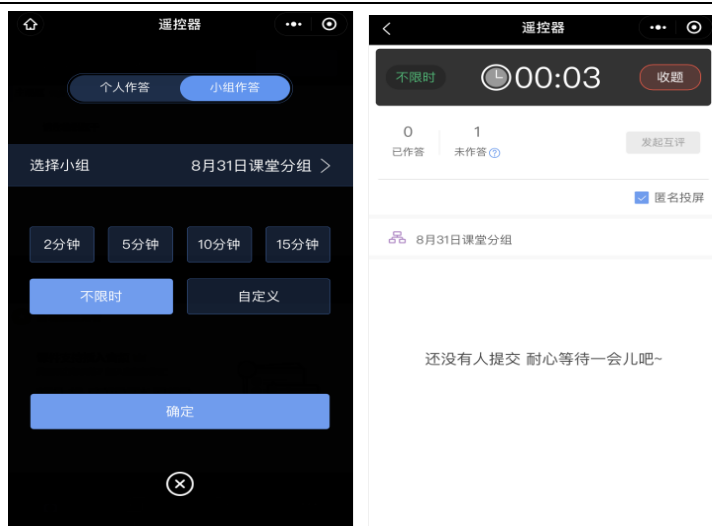 遥控器
个人作答 小组作答
选择小组 8月31日课堂分组
2分钟 5分钟 10分钟 15分钟
不限时 自定义
确定
遥控器
不限时 00:03 收题
0 1
已作答 未作答 发起互评
匿名投屏
8月31日课堂分组
还没有人提交 耐心等待一会儿吧~